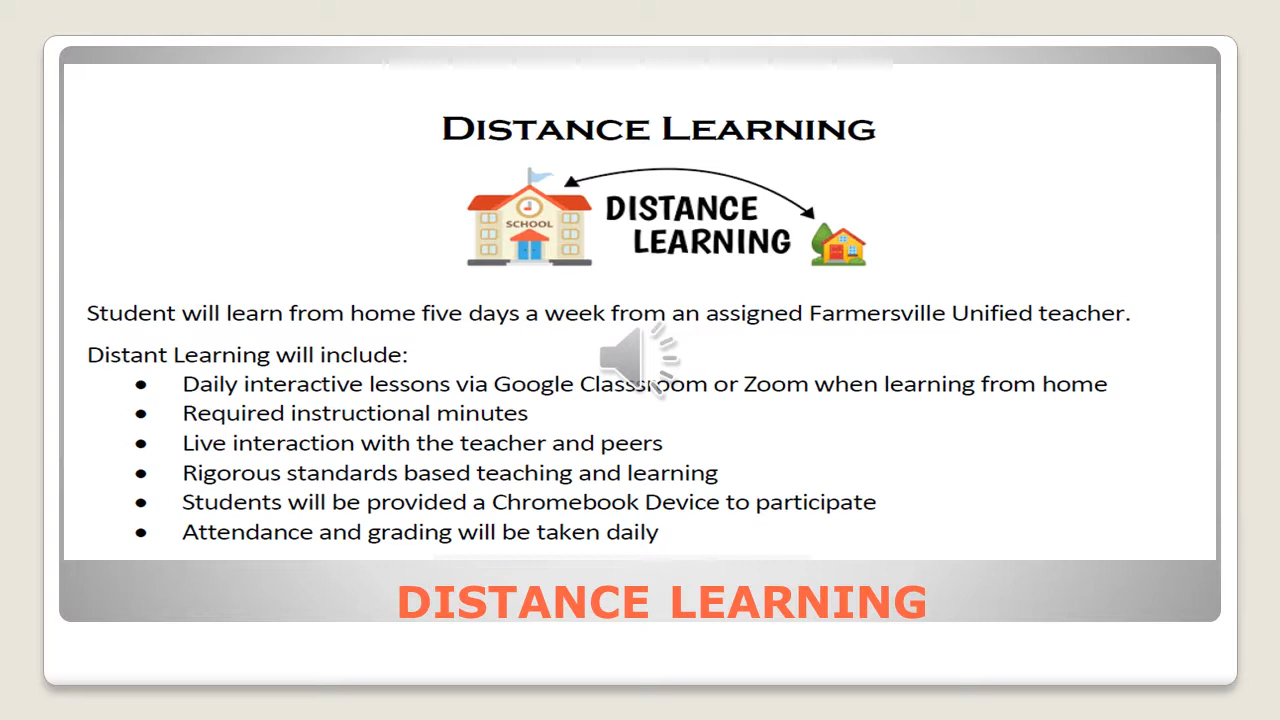 DISTANCE LEARNING
SCHOOL
DISTANCE
LEARNING
Student will learn from home five days a week from an assigned Farmersville Unified teacher.
Distant Learning will include:
• Daily interactive lessons via Google Classsroom or Zoom when learning from home
• Required instructional minutes
• Live interaction with the teacher and peers
• Rigorous standards based teaching and learning
• Students will be provided a Chromebook Device to participate
• Attendance and grading will be taken daily
DISTANCE LEARNING